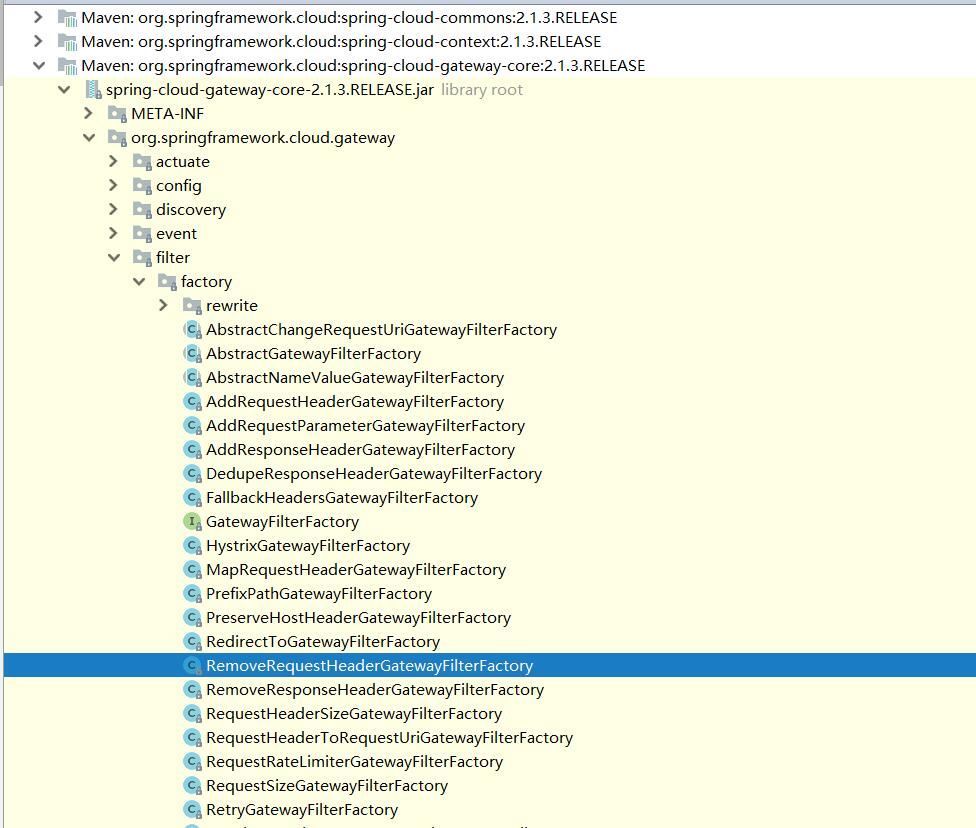 Maven: org.springframework.cloud:spring-cloud-commons:2.1.3.RELEASE
Maven: org.springframework.cloud:spring-cloud-context:2.1.3.RELEASE
Maven: org.springframework.cloud:spring-cloud-gateway-core:2.1.3.RELEASE
spring-cloud-gateway-core-2.1.3.RELEASE.jar library root
META-INF
org.springframework.cloud.gateway
actuate
config
discovery
event
filter
factory
rewrite
AbstractChangeRequestUriGatewayFilterFactory
AbstractGatewayFilterFactory
AbstractNameValueGatewayFilterFactory
AddRequestHeaderGatewayFilterFactory
AddRequestParameterGatewayFilterFactory
AddResponseHeaderGatewayFilterFactory
DedupeResponseHeaderGatewayFilterFactory
FallbackHeadersGatewayFilterFactory
GatewayFilterFactory
HystrixGatewayFilterFactory
MapRequestHeaderGatewayFilterFactory
PrefixPathGatewayFilterFactory
PreserveHostHeaderGatewayFilterFactory
RedirectToGatewayFilterFactory
RemoveRequestHeaderGatewayFilterFactory
RemoveResponseHeaderGatewayFilterFactory
RequestHeaderSizeGatewayFilterFactory
RequestHeaderToRequestUriGatewayFilterFactory
RequestRateLimiterGatewayFilterFactory
RequestSizeGatewayFilterFactory
RetryGatewayFilterFactory